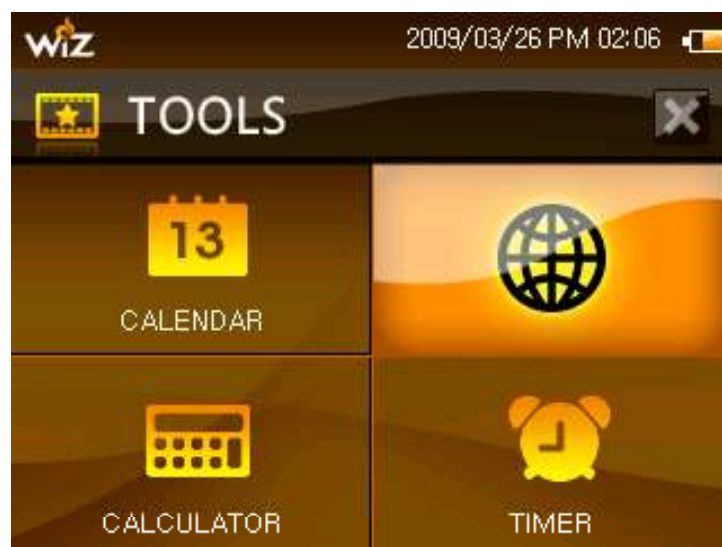 WiZ
2009/03/26 PM 02:06
TOOLS
13
CALENDAR
CALCULATOR
TIMER